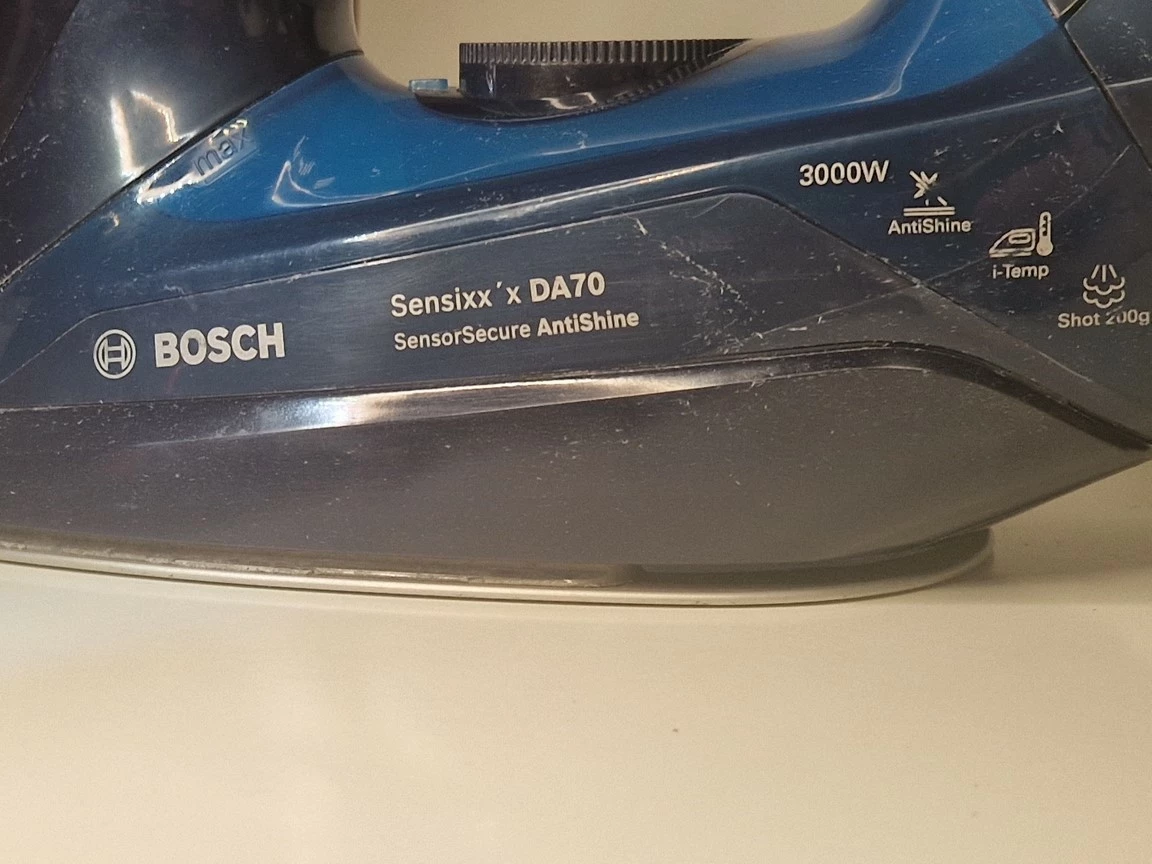 max
3000W
AntiShine
i-Temp
Shot 200g
Sensixx´x DA70
SensorSecure AntiShine
BOSCH